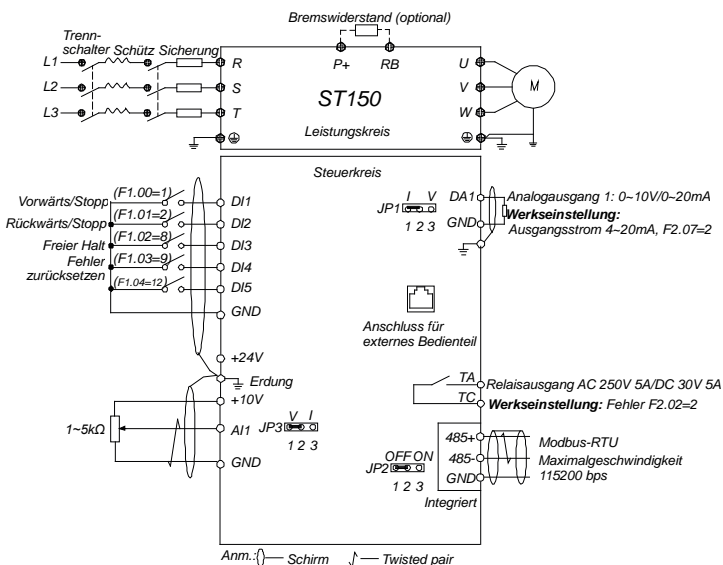 Bremswiderstand (optional)
Trenn-
schalter Schütz Sicherung
L1
L2
L3
R
S
T
P+
RB
ST150
Leistungskreis
U
V
W
M
Steuerkreis
Vorwärts/Stopp
(F1.00=1)
DI1
Rückwärts/Stopp
(F1.01=2)
DI2
Freier Halt
(F1.02=8)
DI3
Fehler
zurücksetzen
(F1.03=9)
DI4
(F1.04=12)
DI5
GND
+24V
Erdung
+10V
1~5kΩ
AI1
GND
JP3
V I
1 2 3
JP1
I V
1 2 3
DA1
GND
Analogausgang 1: 0~10V/0~20mA
Werkseinstellung:
Ausgangsstrom 4~20mA, F2.07=2
Anschluss für
externes Bedienteil
TA
TC
Relaisausgang AC 250V 5A/DC 30V 5A
Werkseinstellung: Fehler F2.02=2
JP2
OFF ON
1 2 3
485+
485-
GND
Integriert
Modbus-RTU
Maximalgeschwindigkeit
115200 bps
Anm.: Schirm Twisted pair